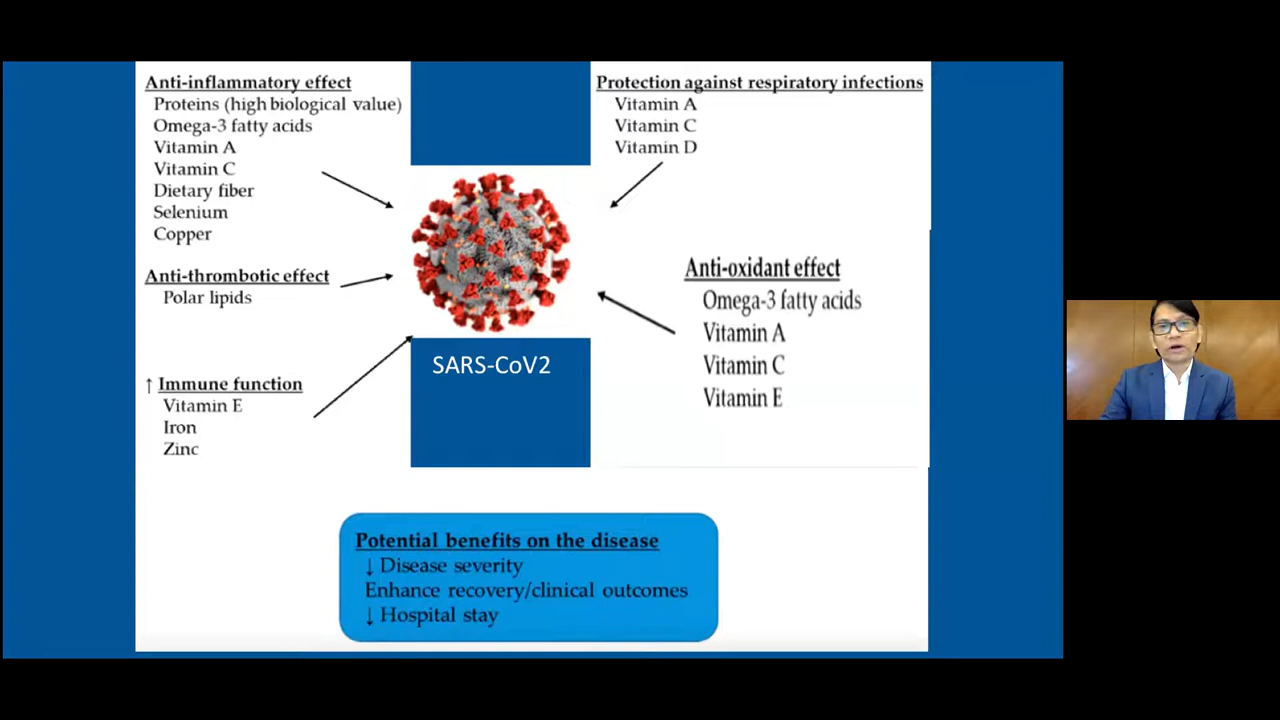 Anti-inflammatory effect
Proteins (high biological value)
Omega-3 fatty acids
Vitamin A
Vitamin C
Dietary fiber
Selenium
Copper
Anti-thrombotic effect
Polar lipids
↑ Immune function
Vitamin E
Iron
Zinc
SARS-CoV2
Protection against respiratory infections
Vitamin A
Vitamin C
Vitamin D
Anti-oxidant effect
Omega-3 fatty acids
Vitamin A
Vitamin C
Vitamin E
Potential benefits on the disease
↓ Disease severity
Enhance recovery/clinical outcomes
↓ Hospital stay